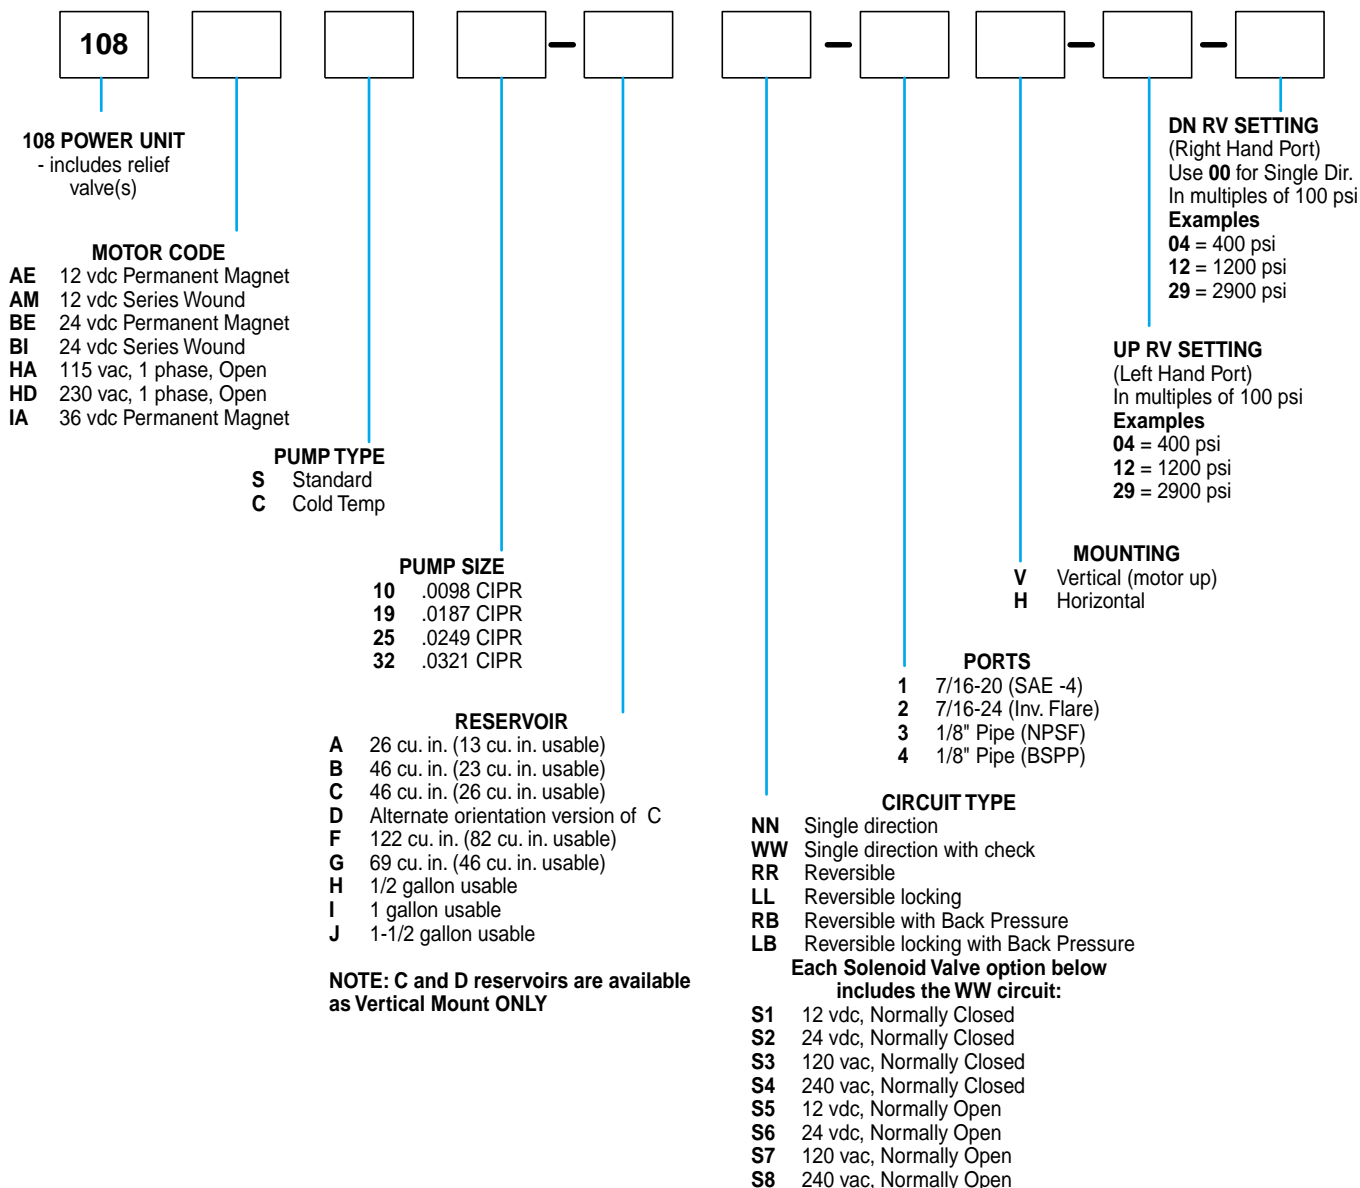 108
108 POWER UNIT
- includes relief
valve(s)
MOTOR CODE
AE 12 vdc Permanent Magnet
AM 12 vdc Series Wound
BE 24 vdc Permanent Magnet
BI 24 vdc Series Wound
HA 115 vac, 1 phase, Open
HD 230 vac, 1 phase, Open
IA 36 vdc Permanent Magnet
PUMP TYPE
S Standard
C Cold Temp
PUMP SIZE
10 .0098 CIPR
19 .0187 CIPR
25 .0249 CIPR
32 .0321 CIPR
RESERVOIR
A 26 cu. in. (13 cu. in. usable)
B 46 cu. in. (23 cu. in. usable)
C 46 cu. in. (26 cu. in. usable)
D Alternate orientation version of C
F 122 cu. in. (82 cu. in. usable)
G 69 cu. in. (46 cu. in. usable)
H 1/2 gallon usable
I 1 gallon usable
J 1-1/2 gallon usable
NOTE: C and D reservoirs are available
as Vertical Mount ONLY
CIRCUIT TYPE
NN Single direction
WW Single direction with check
RR Reversible
LL Reversible locking
RB Reversible with Back Pressure
LB Reversible locking with Back Pressure
Each Solenoid Valve option below
includes the WW circuit:
S1 12 vdc, Normally Closed
S2 24 vdc, Normally Closed
S3 120 vac, Normally Closed
S4 240 vac, Normally Closed
S5 12 vdc, Normally Open
S6 24 vdc, Normally Open
S7 120 vac, Normally Open
S8 240 vac, Normally Open
PORTS
1 7/16-20 (SAE -4)
2 7/16-24 (Inv. Flare)
3 1/8" Pipe (NPSF)
4 1/8" Pipe (BSPP)
MOUNTING
V Vertical (motor up)
H Horizontal
UP RV SETTING
(Left Hand Port)
In multiples of 100 psi
Examples
04 = 400 psi
12 = 1200 psi
29 = 2900 psi
DN RV SETTING
(Right Hand Port)
Use 00 for Single Dir.
In multiples of 100 psi
Examples
04 = 400 psi
12 = 1200 psi
29 = 2900 psi